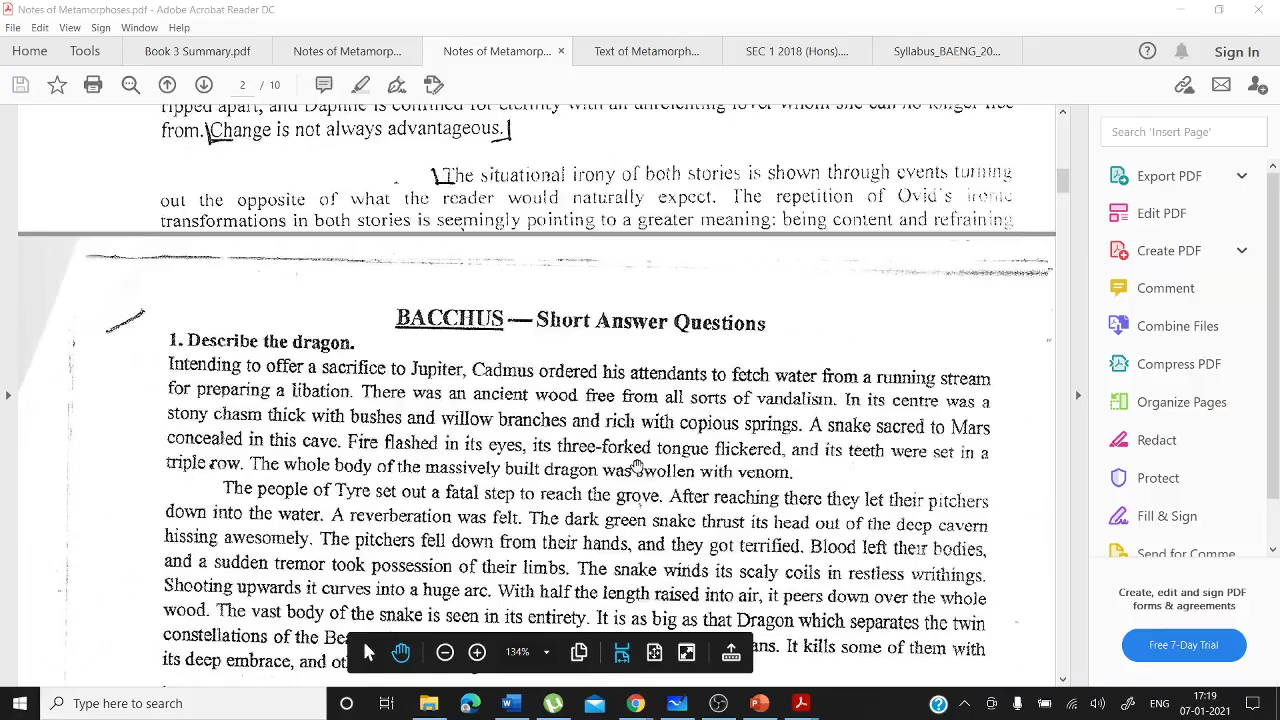 Notes of Metamorphoses.pdf - Adobe Acrobat Reader DC
File Edit View Sign Window Help
Home Tools Book 3 Summary.pdf Notes of Metamorp... Notes of Metamorp... × Text of Metamorph... SEC 1 2018 (Hons).... Syllabus_BAENG_20... Sign In
2 / 10
ripped apart, and Daphne is confined for eternity with an unrelenting lover whom she can no longer flee
from. Change is not always advantageous.
The situational irony of both stories is shown through events turning
out the opposite of what the reader would naturally expect. The repetition of Ovid's ironic
transformations in both stories is seemingly pointing to a greater meaning: being content and refraining
BACCHUS — Short Answer Questions
1. Describe the dragon.
Intending to offer a sacrifice to Jupiter, Cadmus ordered his attendants to fetch water from a running stream
for preparing a libation. There was an ancient wood free from all sorts of vandalism. In its centre was a
stony chasm thick with bushes and willow branches and rich with copious springs. A snake sacred to Mars
concealed in this cave. Fire flashed in its eyes, its three-forked tongue flickered, and its teeth were set in a
triple row. The whole body of the massively built dragon was swollen with venom.
The people of Tyre set out a fatal step to reach the grove. After reaching there they let their pitchers
down into the water. A reverberation was felt. The dark green snake thrust its head out of the deep cavern
hissing awesomely. The pitchers fell down from their hands, and they got terrified. Blood left their bodies,
and a sudden tremor took possession of their limbs. The snake winds its scaly coils in restless writhings.
Shooting upwards it curves into a huge arc. With half the length raised into air, it peers down over the whole
wood. The vast body of the snake is seen in its entirety. It is as big as that Dragon which separates the twin
constellations of the Bea ans. It kills some of them with
its deep embrace, and ot
134%
Search 'Insert Page'
Export PDF
Edit PDF
Create PDF
Comment
Combine Files
Compress PDF
Organize Pages
Redact
Protect
Fill & Sign
Send for Comme
Create, edit and sign PDF
forms & agreements
Free 7-Day Trial
Type here to search
ENG
17:19
07-01-2021